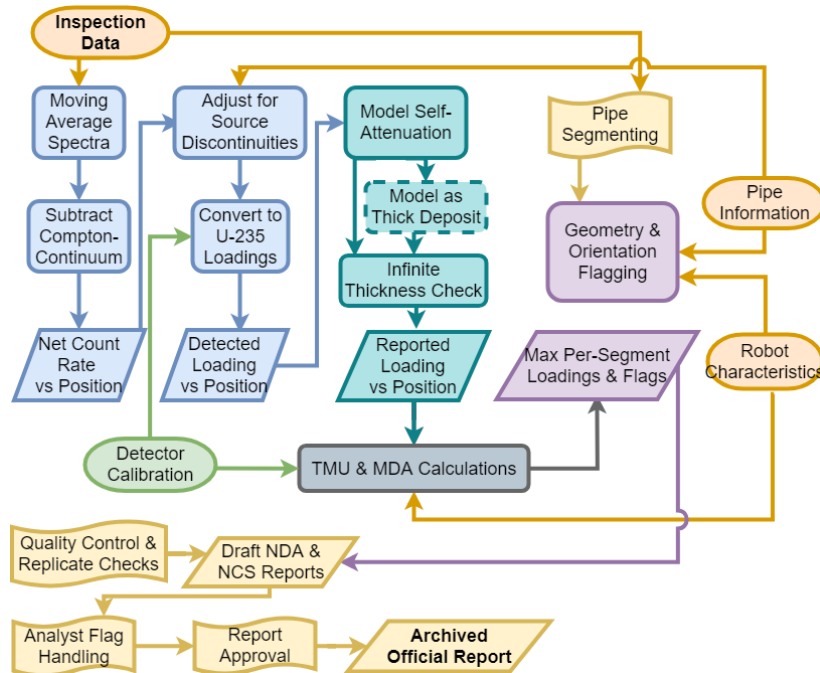 Inspection
Data
Moving
Average
Spectra
Adjust for
Source
Discontinuities
Model Self-
Attenuation
Pipe
Segmenting
Model as
Thick Deposit
Pipe
Information
Subtract
Compton-
Continuum
Convert to
U-235
Loadings
Geometry &
Orientation
Flagging
Infinite
Thickness Check
Net Count
Rate
vs Position
Detected
Loading
vs Position
Reported
Loading
vs Position
Max Per-Segment
Loadings & Flags
Robot
Characteristics
Detector
Calibration
TMU & MDA Calculations
Quality Control &
Replicate Checks
Draft NDA &
NCS Reports
Analyst Flag
Handling
Report
Approval
Archived
Official Report